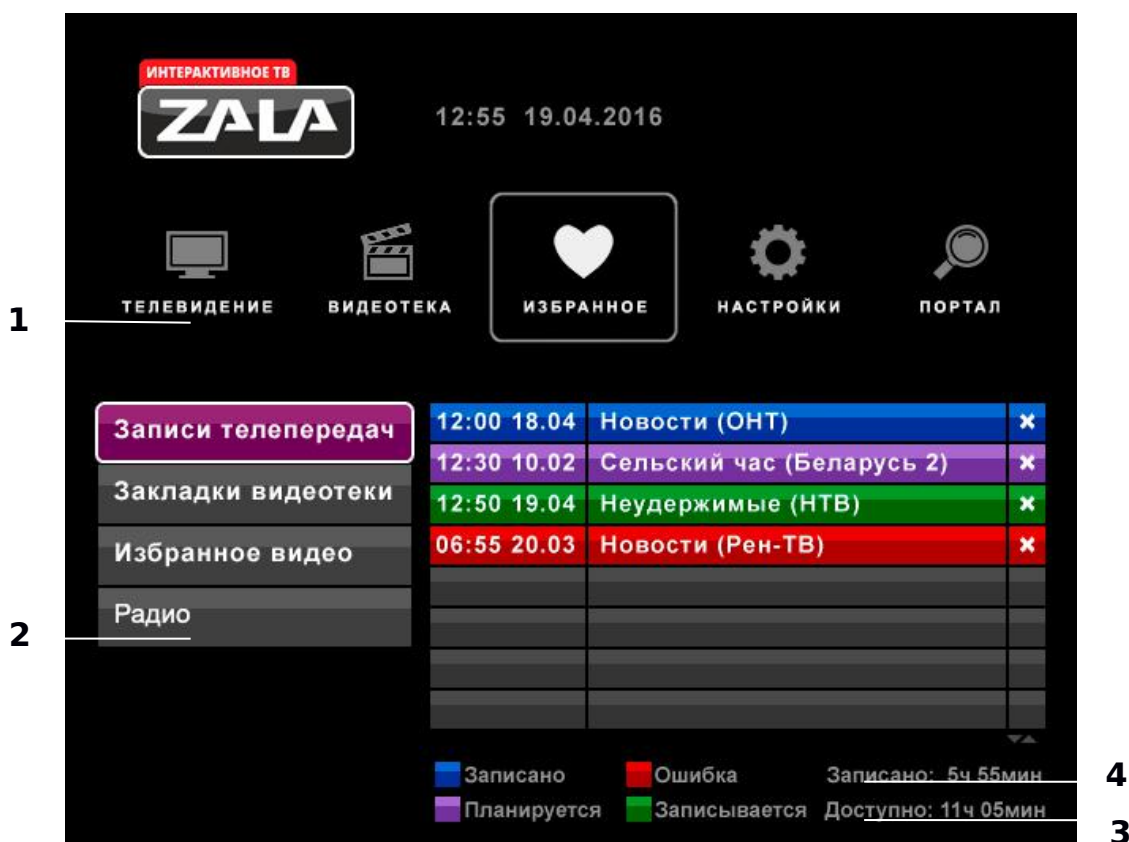 ИНТЕРАКТИВНОЕ ТВ
ZALA
12:55 19.04.2016
ТЕЛЕВИДЕНИЕ ВИДЕОТЕКА ИЗБРАННОЕ НАСТРОЙКИ ПОРТАЛ
1
Записи телепередач
12:00 18.04 Новости (ОНТ) ×
12:30 10.02 Сельский час (Беларусь 2) ×
Закладки видеотеки
12:50 19.04 Неудержимые (НТВ) ×
Избранное видео
06:55 20.03 Новости (Рен-ТВ) ×
Радио
2
Записано Ошибка Записано: 5ч 55мин
4
Планируется Записывается Доступно: 11ч 05мин
3